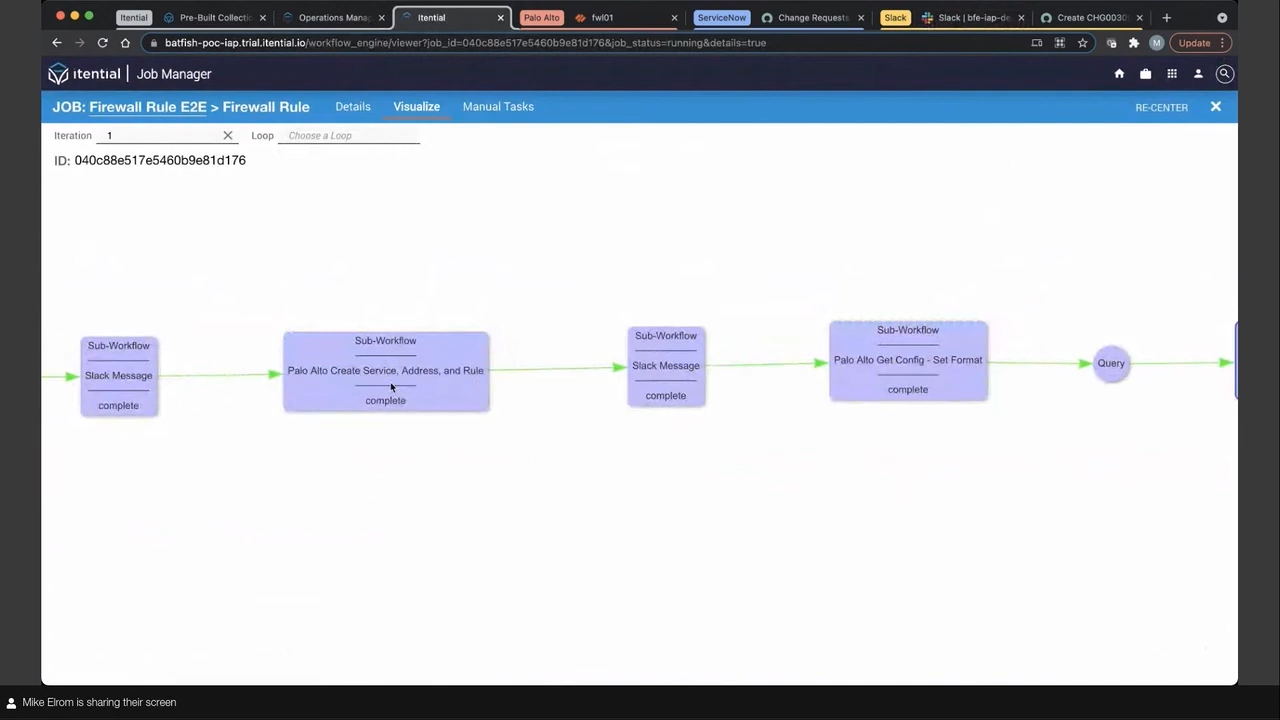 Itential
Pre-Built Collecti
Operations Manag
Itential
Palo Alto
fwl01
ServiceNow
Change Requests
Slack
Slack | bfe-iap-de
Create CHG0030
batfish-poc-iap.trial.itential.io/workflow_engine/viewer?job_id=040c88e517e5460b9e81d176&job_status=running&details=true
M
Update
itential | Job Manager
JOB: Firewall Rule E2E > Firewall Rule
Details
Visualize
Manual Tasks
RE-CENTER
Iteration 1
Loop Choose a Loop
ID: 040c88e517e5460b9e81d176
Sub-Workflow
Slack Message
complete
Sub-Workflow
Palo Alto Create Service, Address, and Rule
complete
Sub-Workflow
Slack Message
complete
Sub-Workflow
Palo Alto Get Config - Set Format
complete
Query
Mike Elrom is sharing their screen